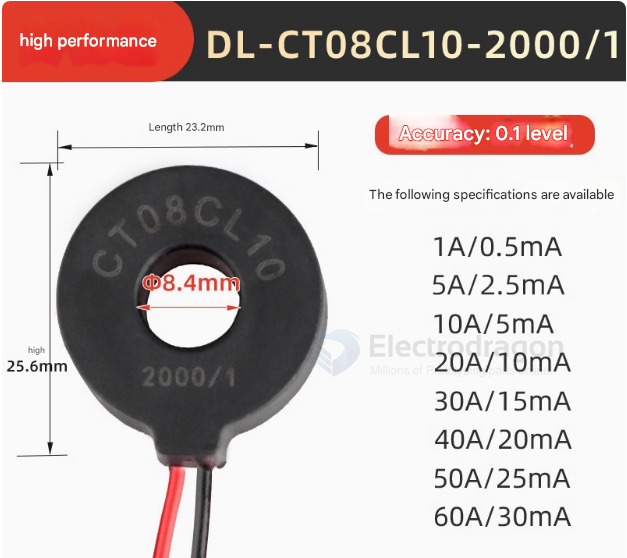 high performance
DL-CT08CL10-2000/1
Length 23.2mm
Accuracy: 0.1 level
The following specifications are available
CT08CL10
Φ8.4mm
high
25.6mm
2000/1
1A/0.5mA
5A/2.5mA
10A/5mA
Electrodragon
20A/10mA
Millions of
30A/15mA
40A/20mA
50A/25mA
60A/30mA